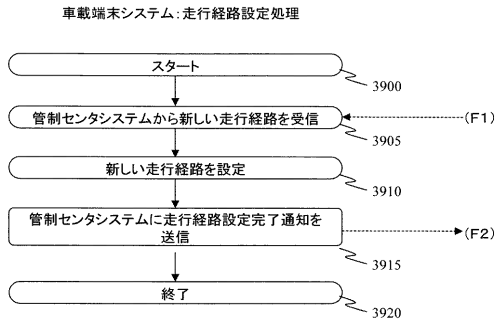 車載端末システム：走行経路設定処理
スタート
3900
管制センタシステムから新しい走行経路を受信
(F1)
3905
新しい走行経路を設定
3910
管制センタシステムに走行経路設定完了通知を
送信
(F2)
3915
終了
3920